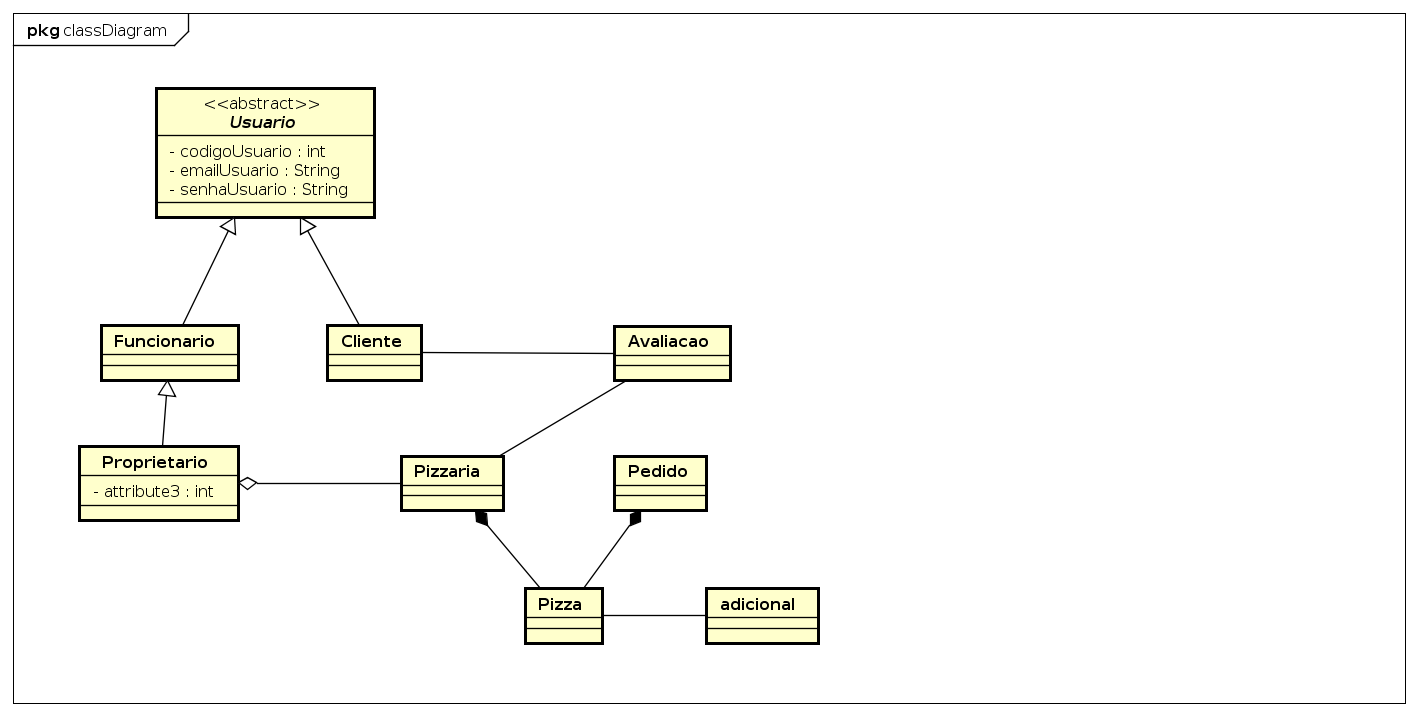 pkg classDiagram
<<abstract>>
Usuario
- codigoUsuario : int
- emailUsuario : String
- senhaUsuario : String
Funcionario
Cliente
Avaliacao
Proprietario
- attribute3 : int
Pizzaria
Pedido
Pizza
adicional